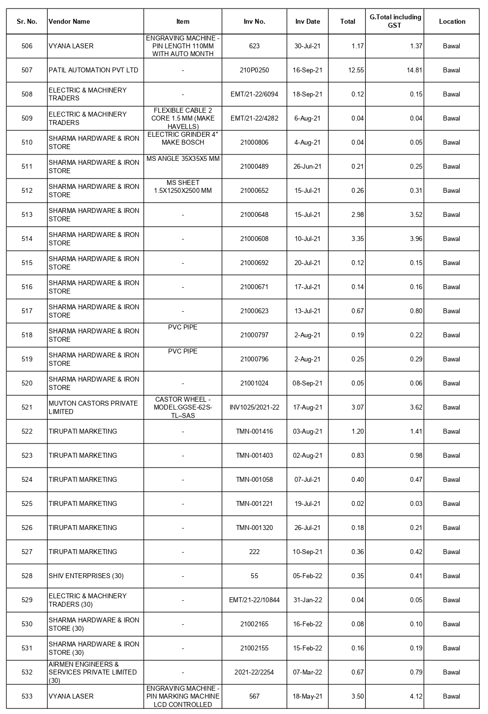 Sr. No. Vendor Name Item Inv No. Inv Date Total G.Total including GST Location
506 VYANA LASER ENGRAVING MACHINE - PIN LENGTH 110MM WITH AUTO MONTH 623 30-Jul-21 1.17 1.37 Bawal
507 PATIL AUTOMATION PVT LTD - 210P0250 16-Sep-21 12.55 14.81 Bawal
508 ELECTRIC & MACHINERY TRADERS - EMT/21-22/6094 18-Sep-21 0.12 0.15 Bawal
509 ELECTRIC & MACHINERY TRADERS FLEXIBLE CABLE 2 CORE 1.5 MM (MAKE HAVELLS) EMT/21-22/4282 6-Aug-21 0.04 0.04 Bawal
510 SHARMA HARDWARE & IRON STORE ELECTRIC GRINDER 4" MAKE BOSCH 21000806 4-Aug-21 0.04 0.05 Bawal
511 SHARMA HARDWARE & IRON STORE MS ANGLE 35X35X5 MM 21000489 26-Jun-21 0.21 0.25 Bawal
512 SHARMA HARDWARE & IRON STORE MS SHEET 1.5X1250X2500 MM 21000652 15-Jul-21 0.26 0.31 Bawal
513 SHARMA HARDWARE & IRON STORE - 21000648 15-Jul-21 2.98 3.52 Bawal
514 SHARMA HARDWARE & IRON STORE - 21000608 10-Jul-21 3.35 3.96 Bawal
515 SHARMA HARDWARE & IRON STORE - 21000692 20-Jul-21 0.12 0.15 Bawal
516 SHARMA HARDWARE & IRON STORE - 21000671 17-Jul-21 0.14 0.16 Bawal
517 SHARMA HARDWARE & IRON STORE - 21000623 13-Jul-21 0.67 0.80 Bawal
518 SHARMA HARDWARE & IRON STORE PVC PIPE 21000797 2-Aug-21 0.19 0.22 Bawal
519 SHARMA HARDWARE & IRON STORE PVC PIPE 21000796 2-Aug-21 0.25 0.29 Bawal
520 SHARMA HARDWARE & IRON STORE - 21001024 08-Sep-21 0.05 0.06 Bawal
521 MUVTON CASTORS PRIVATE LIMITED CASTOR WHEEL - MODEL:GGSE-62S-TL–SAS INV1025/2021-22 17-Aug-21 3.07 3.62 Bawal
522 TIRUPATI MARKETING - TMN-001416 03-Aug-21 1.20 1.41 Bawal
523 TIRUPATI MARKETING - TMN-001403 02-Aug-21 0.83 0.98 Bawal
524 TIRUPATI MARKETING - TMN-001058 07-Jul-21 0.40 0.47 Bawal
525 TIRUPATI MARKETING - TMN-001221 19-Jul-21 0.02 0.03 Bawal
526 TIRUPATI MARKETING - TMN-001320 26-Jul-21 0.18 0.21 Bawal
527 TIRUPATI MARKETING - 222 10-Sep-21 0.36 0.42 Bawal
528 SHIV ENTERPRISES (30) - 55 05-Feb-22 0.35 0.41 Bawal
529 ELECTRIC & MACHINERY TRADERS (30) - EMT/21-22/10844 31-Jan-22 0.04 0.05 Bawal
530 SHARMA HARDWARE & IRON STORE (30) - 21002165 16-Feb-22 0.08 0.10 Bawal
531 SHARMA HARDWARE & IRON STORE (30) - 21002155 15-Feb-22 0.16 0.19 Bawal
532 AIRMEN ENGINEERS & SERVICES PRIVATE LIMITED (30) - 2021-22/2254 07-Mar-22 0.67 0.79 Bawal
533 VYANA LASER ENGRAVING MACHINE - PIN MARKING MACHINE LCD CONTROLLED 567 18-May-21 3.50 4.12 Bawal